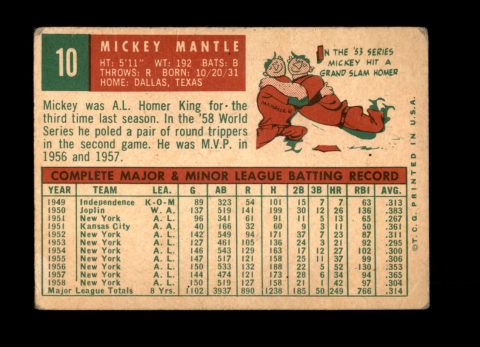 10
MICKEY MANTLE
HT: 5'11" WT: 192 BATS: B
THROWS: R BORN: 10/20/31
HOME: DALLAS, TEXAS
IN THE '53 SERIES
MICKEY HIT A
GRAND SLAM HOMER
Mickey was A.L. Homer King for the
third time last season. In the '58 World
Series he poled a pair of round trippers
in the second game. He was M.V.P. in
1956 and 1957.
COMPLETE MAJOR & MINOR LEAGUE BATTING RECORD
YEAR TEAM LEA. G AB R H 2B 3B HR RBI AVG.
1949 Independence K-O-M 89 323 54 101 15 7 7 63 .313
1950 Joplin W.A. 137 519 141 199 30 12 26 136 .383
1951 New York A.L. 96 341 61 91 11 5 13 65 .267
1951 Kansas City A.A. 40 166 32 60 9 3 11 50 .361
1952 New York A.L. 142 549 94 171 37 7 23 87 .311
1953 New York A.L. 127 461 105 136 24 3 21 92 .295
1954 New York A.L. 146 543 129 163 17 12 27 102 .300
1955 New York A.L. 147 517 121 158 25 11 37 99 .306
1956 New York A.L. 150 533 132 188 22 5 52 130 .353
1957 New York A.L. 144 474 121 173 28 6 34 94 .365
1958 New York A.L. 150 519 127 158 21 1 42 97 .304
Major League Totals 8 Yrs. 1102 3937 890 1238 185 50 249 766 .314
© T.C.G. PRINTED IN U.S.A.